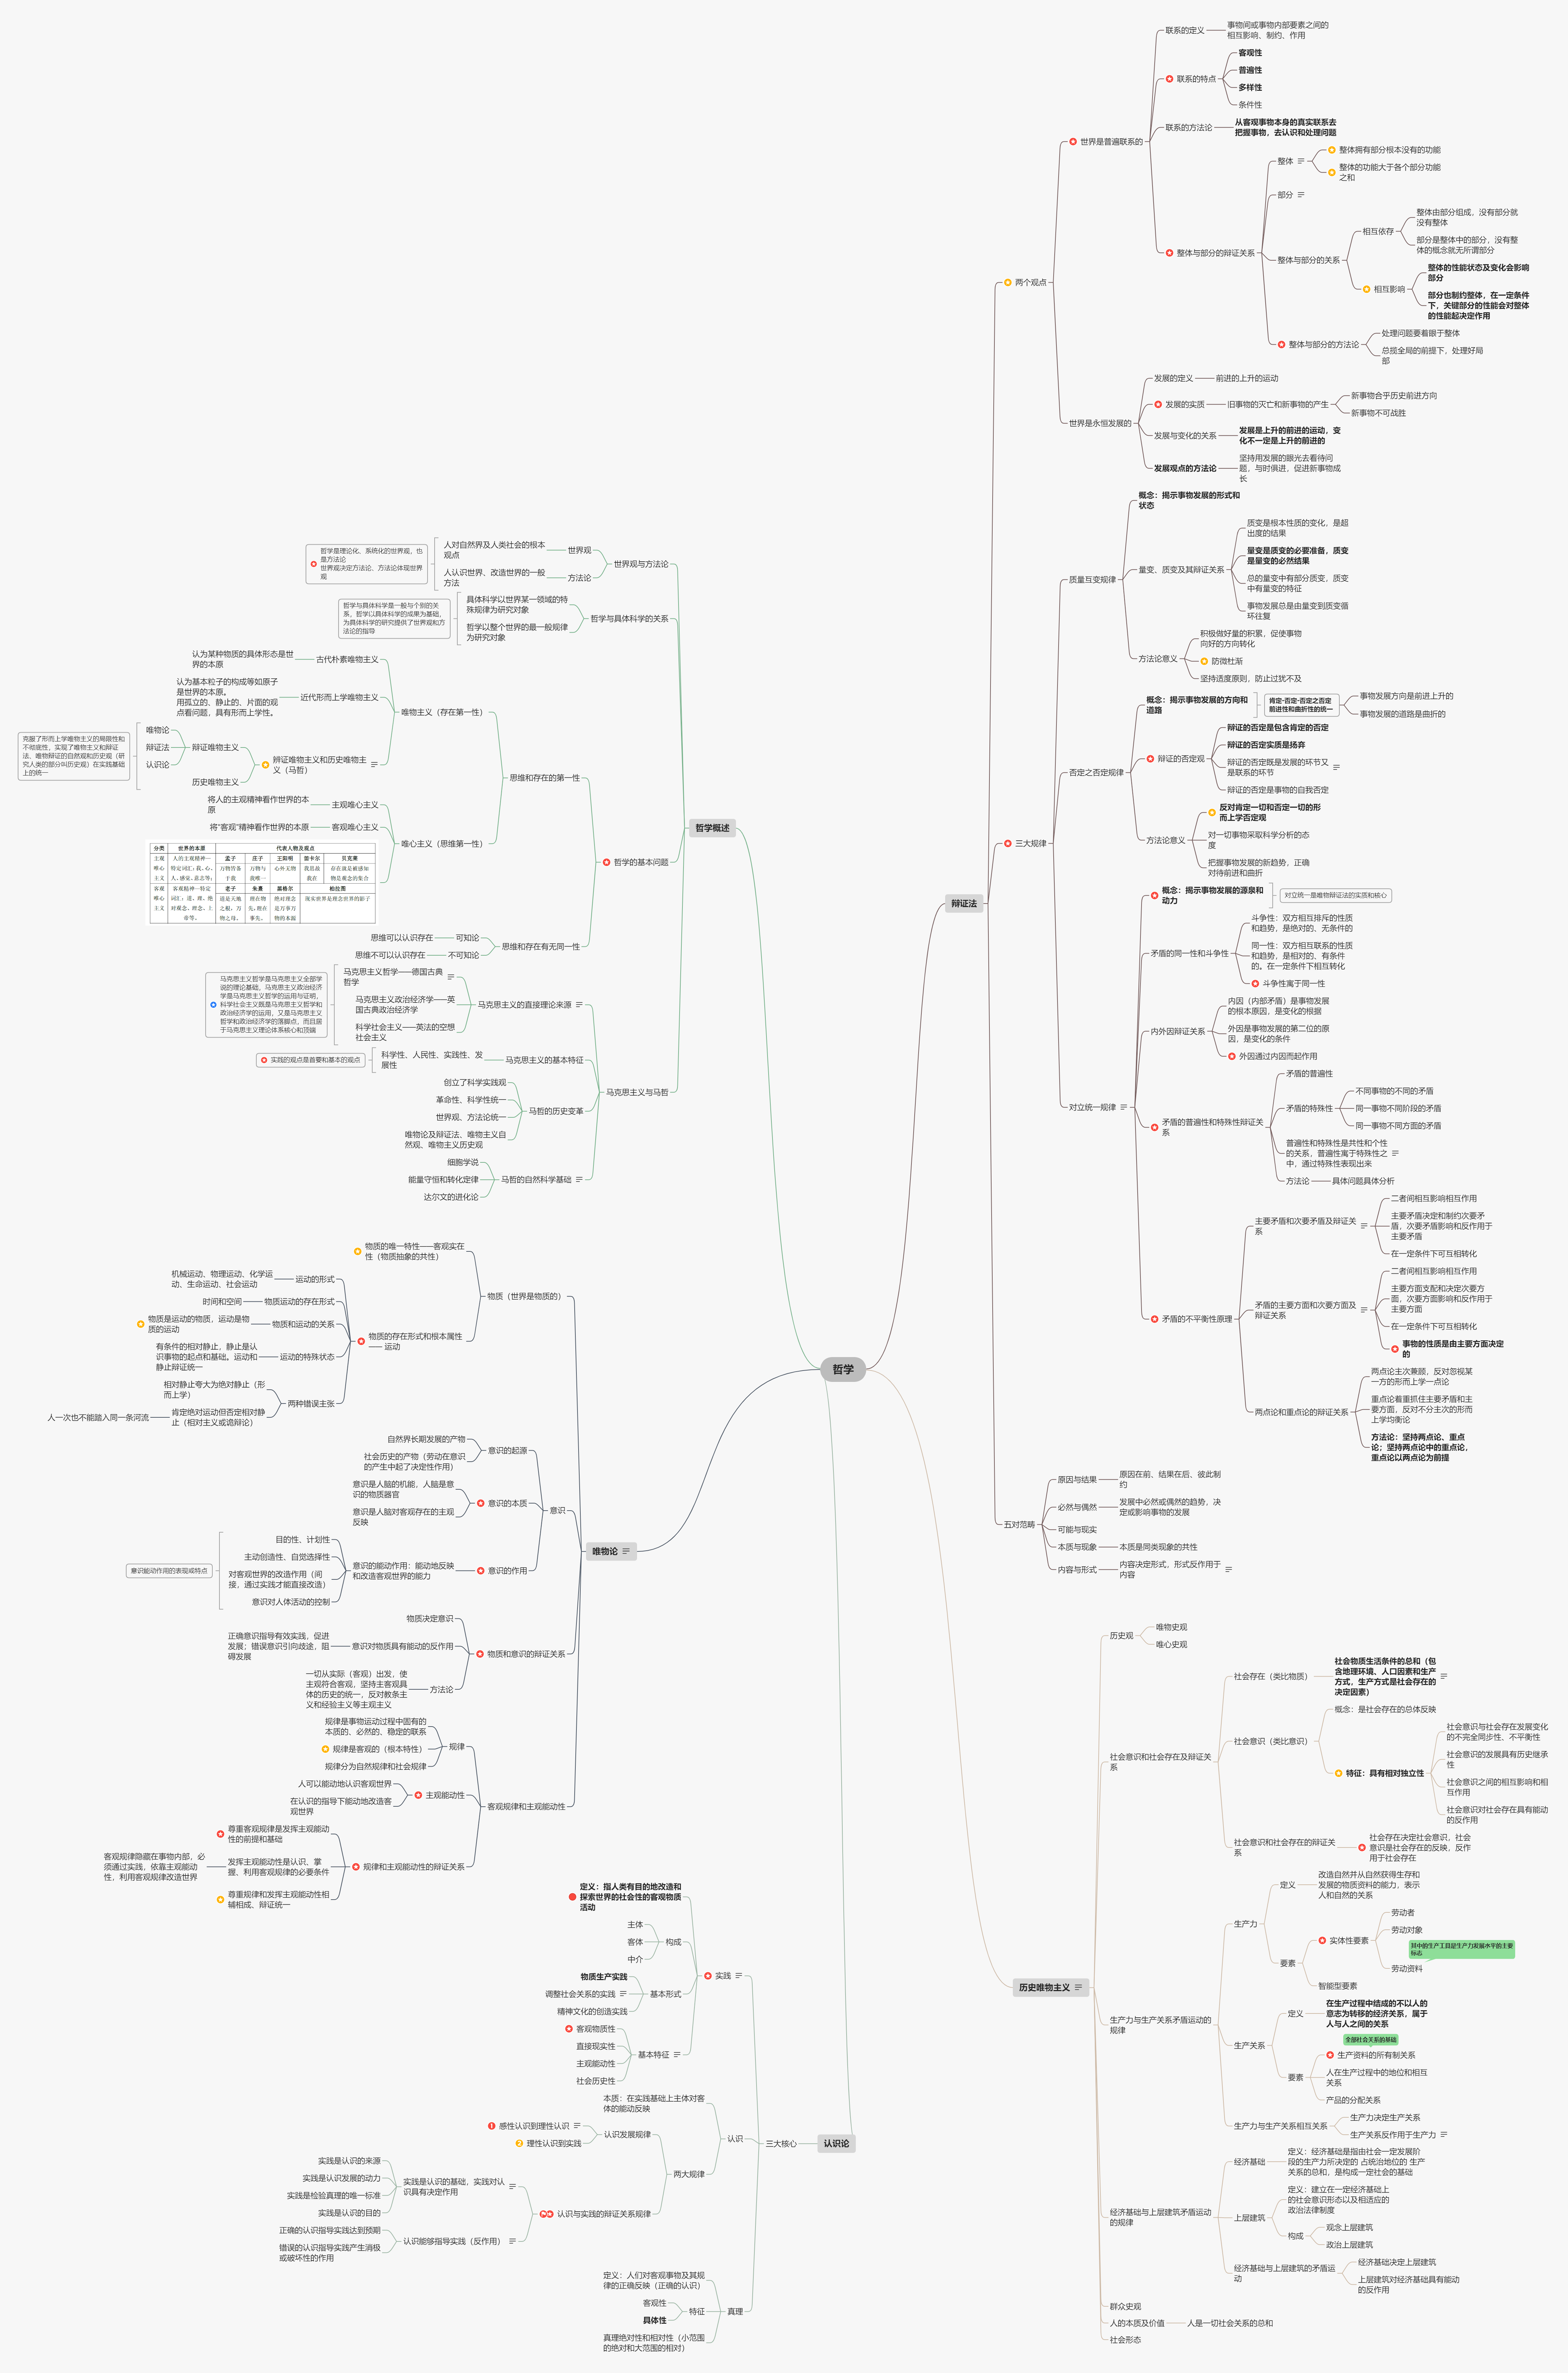 哲学
哲学概述
世界观与方法论
世界观
人对自然界及人类社会的根本
观点
方法论
人认识世界、改造世界的一般
方法
哲学是理论化、系统化的世界观，也
是方法论
世界观决定方法论，方法论体现世界
观
哲学与具体科学的关系
具体科学以世界某一领域的特
殊规律为研究对象
哲学以整个世界的最一般规律
为研究对象
哲学与具体科学是一般与个别的关
系，哲学以具体科学的成果为基础，
为具体科学的研究提供了世界观和方
法论的指导
哲学的基本问题
思维和存在的第一性
唯物主义（存在第一性）
古代朴素唯物主义
认为某种物质的具体形态是世
界的本原
近代形而上学唯物主义
认为基本粒子的构成等如原子
是世界的本原。
用孤立的，静止的、片面的观
点看问题，具有形而上学性。
辨证唯物主义和历史唯物主
义（马哲）
辩证唯物主义
唯物论
辩证法
认识论
历史唯物主义
克服了形而上学唯物主义的局限性和
不彻底性，实现了唯物主义和辩证
法、唯物辩证的自然观和历史观（研
究人类的部分叫历史观）在实践基础
上的统一
唯心主义（思维第一性）
主观唯心主义
将人的主观精神看作世界的本
原
客观唯心主义
将“客观”精神看作世界的本原
分类 世界的本原 代表人物及观点
主观 人的主观精神— 孟子 庄子 王阳明 笛卡尔 贝克莱
唯心 特定词汇：我、心、 万物皆备 万物与 心外无物 我思故 存在就是被感知
主义 人、感觉、意志等； 于我 我唯一 我在 物是观念的集合
客观 客观精神—特定 老子 朱熹 黑格尔 柏拉图
唯心 词汇：道、理、绝 道是天地 理在物 绝对理念 现实世界是理念世界的影子
主义 对观念、理念、上 之根，万 先，理在 是万事万
帝等。 物之母。 事先。 物的本源
思维和存在有无同一性
可知论
思维可以认识存在
不可知论
思维不可以认识存在
马克思主义与马哲
马克思主义的直接理论来源
马克思主义哲学——德国古典
哲学
马克思主义政治经济学——英
国古典政治经济学
科学社会主义——英法的空想
社会主义
马克思主义哲学是马克思主义全部学
说的理论基础，马克思主义政治经济
学是马克思主义哲学的运用与证明，
科学社会主义既是马克思主义哲学和
政治经济学的运用，又是马克思主义
哲学和政治经济学的落脚点，而且居
于马克思主义理论体系核心和顶端
马克思主义的基本特征
科学性、人民性、实践性、发
展性
实践的观点是首要和基本的观点
马哲的历史变革
创立了科学实践观
革命性、科学性统一
世界观、方法论统一
唯物论及辩证法、唯物主义自
然观、唯物主义历史观
马哲的自然科学基础
细胞学说
能量守恒和转化定律
达尔文的进化论
唯物论
物质（世界是物质的）
物质的唯一特性——客观实在
性（物质抽象的共性）
物质的存在形式和根本属性
—— 运动
运动的形式
机械运动、物理运动、化学运
动、生命运动、社会运动
物质运动的存在形式
时间和空间
物质和运动的关系
物质是运动的物质，运动是物
质的运动
运动的特殊状态
有条件的相对静止，静止是认
识事物的起点和基础。运动和
静止辩证统一
两种错误主张
相对静止夸大为绝对静止（形
而上学）
肯定绝对运动但否定相对静
止（相对主义或诡辩论）
人一次也不能踏入同一条河流
意识
意识的起源
自然界长期发展的产物
社会历史的产物（劳动在意识
的产生中起了决定性作用）
意识的本质
意识是人脑的机能，人脑是意
识的物质器官
意识是人脑对客观存在的主观
反映
意识的作用
意识的能动作用：能动地反映
和改造客观世界的能力
目的性、计划性
主动创造性、自觉选择性
对客观世界的改造作用（间
接，通过实践才能直接改造）
意识对人体活动的控制
意识能动作用的表现或特点
物质和意识的辩证关系
物质决定意识
意识对物质具有能动的反作用
正确意识指导有效实践，促进
发展；错误意识引向歧途，阻
碍发展
方法论
一切从实际（客观）出发，使
主观符合客观，坚持主客观具
体的历史的统一，反对教条主
义和经验主义等主观主义
客观规律和主观能动性
规律
规律是事物运动过程中固有的
本质的、必然的、稳定的联系
规律是客观的（根本特性）
规律分为自然规律和社会规律
主观能动性
人可以能动地认识客观世界
在认识的指导下能动地改造客
观世界
规律和主观能动性的辩证关系
尊重客观规律是发挥主观能动
性的前提和基础
发挥主观能动性是认识、掌
握、利用客观规律的必要条件
客观规律隐藏在事物内部，必
须通过实践，依靠主观能动
性，利用客观规律改造世界
尊重规律和发挥主观能动性相
辅相成、辩证统一
认识论
三大核心
实践
定义：指人类有目的地改造和
探索世界的社会性的客观物质
活动
构成
主体
客体
中介
基本形式
物质生产实践
调整社会关系的实践
精神文化的创造实践
基本特征
客观物质性
直接现实性
主观能动性
社会历史性
认识
本质：在实践基础上主体对客
体的能动反映
两大规律
认识发展规律
1 感性认识到理性认识
2 理性认识到实践
认识与实践的辩证关系规律
实践是认识的基础，实践对认
识具有决定作用
实践是认识的来源
实践是认识发展的动力
实践是检验真理的唯一标准
实践是认识的目的
认识能够指导实践（反作用）
正确的认识指导实践达到预期
错误的认识指导实践产生消极
或破坏性的作用
真理
定义：人们对客观事物及其规
律的正确反映（正确的认识）
特征
客观性
具体性
真理绝对性和相对性（小范围
的绝对和大范围的相对）
辩证法
两个观点
世界是普遍联系的
联系的定义
事物间或事物内部要素之间的
相互影响、制约、作用
联系的特点
客观性
普遍性
多样性
条件性
联系的方法论
从客观事物本身的真实联系去
把握事物，去认识和处理问题
整体与部分的辩证关系
整体
整体拥有部分根本没有的功能
整体的功能大于各个部分功能
之和
部分
整体与部分的关系
相互依存
整体由部分组成，没有部分就
没有整体
部分是整体中的部分，没有整
体的概念就无所谓部分
相互影响
整体的性能状态及变化会影响
部分
部分也制约整体，在一定条件
下，关键部分的性能会对整体
的性能起决定作用
整体与部分的方法论
处理问题要着眼于整体
总揽全局的前提下，处理好局
部
世界是永恒发展的
发展的定义
前进的上升的运动
发展的实质
旧事物的灭亡和新事物的产生
新事物合乎历史前进方向
新事物不可战胜
发展与变化的关系
发展是上升的前进的运动，变
化不一定是上升的前进的
发展观点的方法论
坚持用发展的眼光去看待问
题，与时俱进，促进新事物成
长
三大规律
质量互变规律
概念：揭示事物发展的形式和
状态
量变、质变及其辩证关系
质变是根本性质的变化，是超
出度的结果
量变是质变的必要准备，质变
是量变的必然结果
总的量变中有部分质变，质变
中有量变的特征
事物发展总是由量变到质变循
环往复
方法论意义
积极做好量的积累，促使事物
向好的方向转化
防微杜渐
坚持适度原则，防止过犹不及
否定之否定规律
概念：揭示事物发展的方向和
道路
肯定-否定-否定之否定
前进性和曲折性的统一
事物发展方向是前进上升的
事物发展的道路是曲折的
辩证的否定观
辩证的否定是包含肯定的否定
辩证的否定实质是扬弃
辩证的否定既是发展的环节又
是联系的环节
辩证的否定是事物的自我否定
方法论意义
反对肯定一切和否定一切的形
而上学否定观
对一切事物采取科学分析的态
度
把握事物发展的新趋势，正确
对待前进和曲折
对立统一规律
概念：揭示事物发展的源泉和
动力
对立统一是唯物辩证法的实质和核心
矛盾的同一性和斗争性
斗争性：双方相互排斥的性质
和趋势，是绝对的、无条件的
同一性：双方相互联系的性质
和趋势，是相对的，有条件
的。在一定条件下相互转化
斗争性寓于同一性
内外因辩证关系
内因（内部矛盾）是事物发展
的根本原因，是变化的根据
外因是事物发展的第二位的原
因，是变化的条件
外因通过内因而起作用
矛盾的普遍性和特殊性辩证关
系
矛盾的普遍性
矛盾的特殊性
不同事物的不同的矛盾
同一事物不同阶段的矛盾
同一事物不同方面的矛盾
普遍性和特殊性是共性和个性
的关系，普遍性寓于特殊性之
中，通过特殊性表现出来
方法论
具体问题具体分析
矛盾的不平衡性原理
主要矛盾和次要矛盾及辩证关
系
二者间相互影响相互作用
主要矛盾决定和制约次要矛
盾，次要矛盾影响和反作用于
主要矛盾
在一定条件下可互相转化
矛盾的主要方面和次要方面及
辩证关系
二者间相互影响相互作用
主要方面支配和决定次要方
面，次要方面影响和反作用于
主要方面
在一定条件下可互相转化
事物的性质是由主要方面决定
的
两点论和重点论的辩证关系
两点论主次兼顾，反对忽视某
一方的形而上学一点论
重点论着重抓住主要矛盾和主
要方面，反对不分主次的形而
上学均衡论
方法论：坚持两点论、重点
论；坚持两点论中的重点论，
重点论以两点论为前提
五对范畴
原因与结果
原因在前、结果在后、彼此制
约
必然与偶然
发展中必然或偶然的趋势，决
定或影响事物的发展
可能与现实
本质与现象
本质是同类现象的共性
内容与形式
内容决定形式，形式反作用于
内容
历史唯物主义
历史观
唯物史观
唯心史观
社会意识和社会存在及辩证关
系
社会存在（类比物质）
社会物质生活条件的总和（包
含地理环境、人口因素和生产
方式，生产方式是社会存在的
决定因素）
社会意识（类比意识）
概念：是社会存在的总体反映
特征：具有相对独立性
社会意识与社会存在发展变化
的不完全同步性、不平衡性
社会意识的发展具有历史继承
性
社会意识之间的相互影响和相
互作用
社会意识对社会存在具有能动
的反作用
社会意识和社会存在的辩证关
系
社会存在决定社会意识，社会
意识是社会存在的反映，反作
用于社会存在
生产力与生产关系矛盾运动的
规律
生产力
定义
改造自然并从自然获得生存和
发展的物质资料的能力，表示
人和自然的关系
要素
实体性要素
劳动者
劳动对象
劳动资料
其中的生产工具是生产力发展水平的主要
标志
智能型要素
生产关系
定义
在生产过程中结成的不以人的
意志为转移的经济关系，属于
人与人之间的关系
要素
全部社会关系的基础
生产资料的所有制关系
人在生产过程中的地位和相互
关系
产品的分配关系
生产力与生产关系相互关系
生产力决定生产关系
生产关系反作用于生产力
经济基础与上层建筑矛盾运动
的规律
经济基础
定义：经济基础是指由社会一定发展阶
段的生产力所决定的 占统治地位的 生产
关系的总和，是构成一定社会的基础
上层建筑
定义：建立在一定经济基础上
的社会意识形态以及相适应的
政治法律制度
构成
观念上层建筑
政治上层建筑
经济基础与上层建筑的矛盾运
动
经济基础决定上层建筑
上层建筑对经济基础具有能动
的反作用
群众史观
人的本质及价值
人是一切社会关系的总和
社会形态